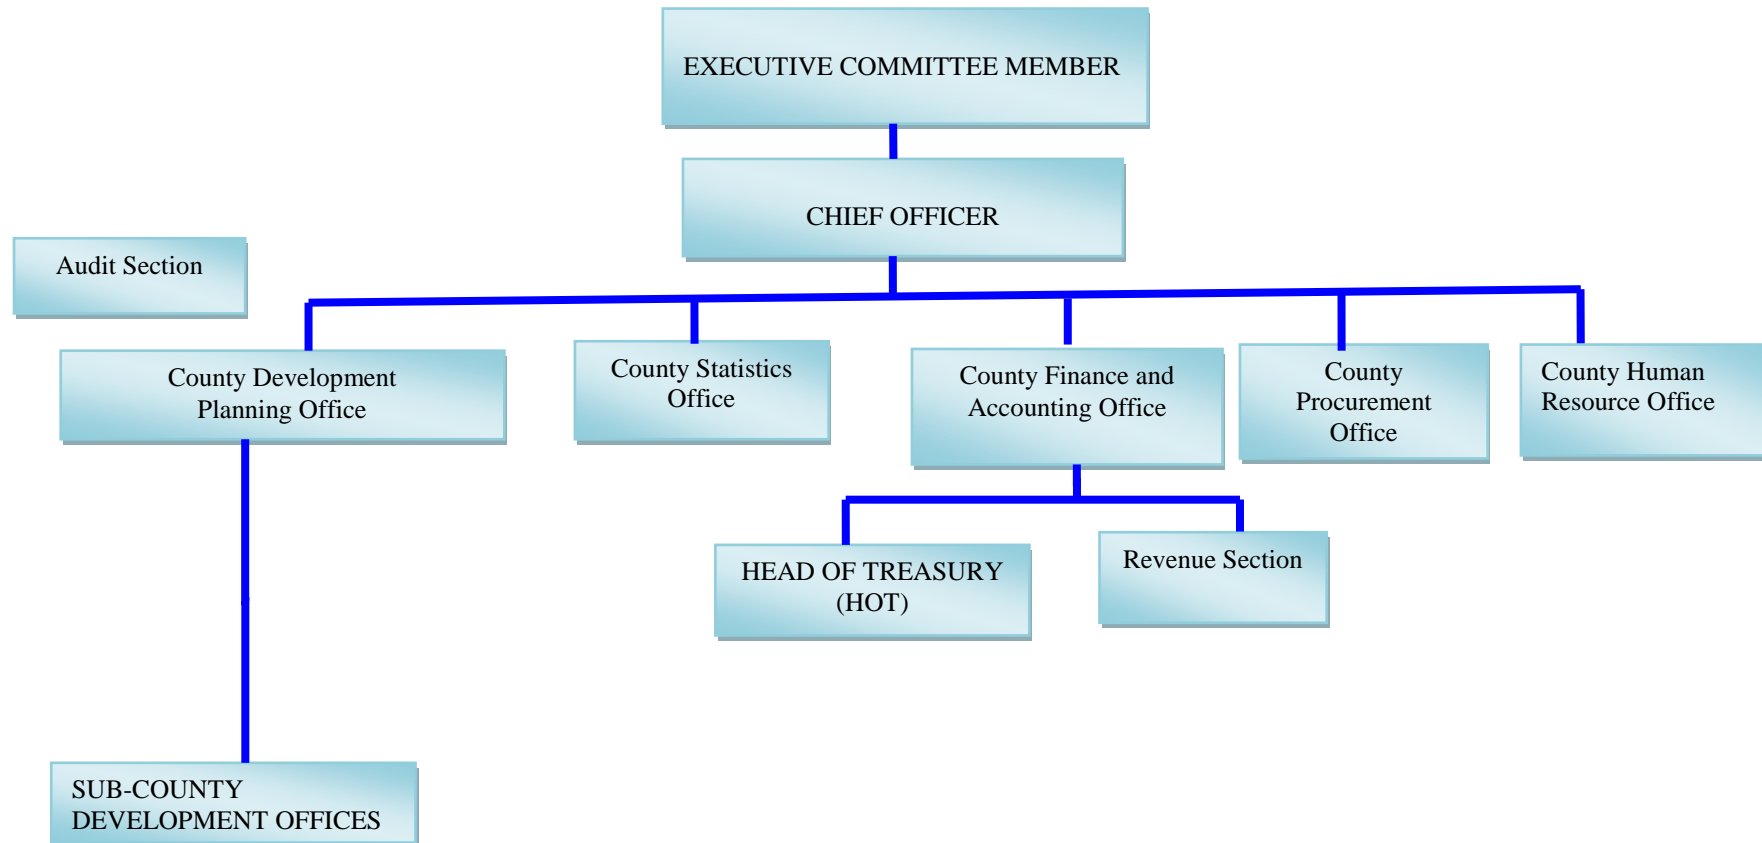 EXECUTIVE COMMITTEE MEMBER
CHIEF OFFICER
Audit Section
County Development
Planning Office
County Statistics
Office
County Finance and
Accounting Office
County
Procurement
Office
County Human
Resource Office
HEAD OF TREASURY
(HOT)
Revenue Section
SUB-COUNTY
DEVELOPMENT OFFICES